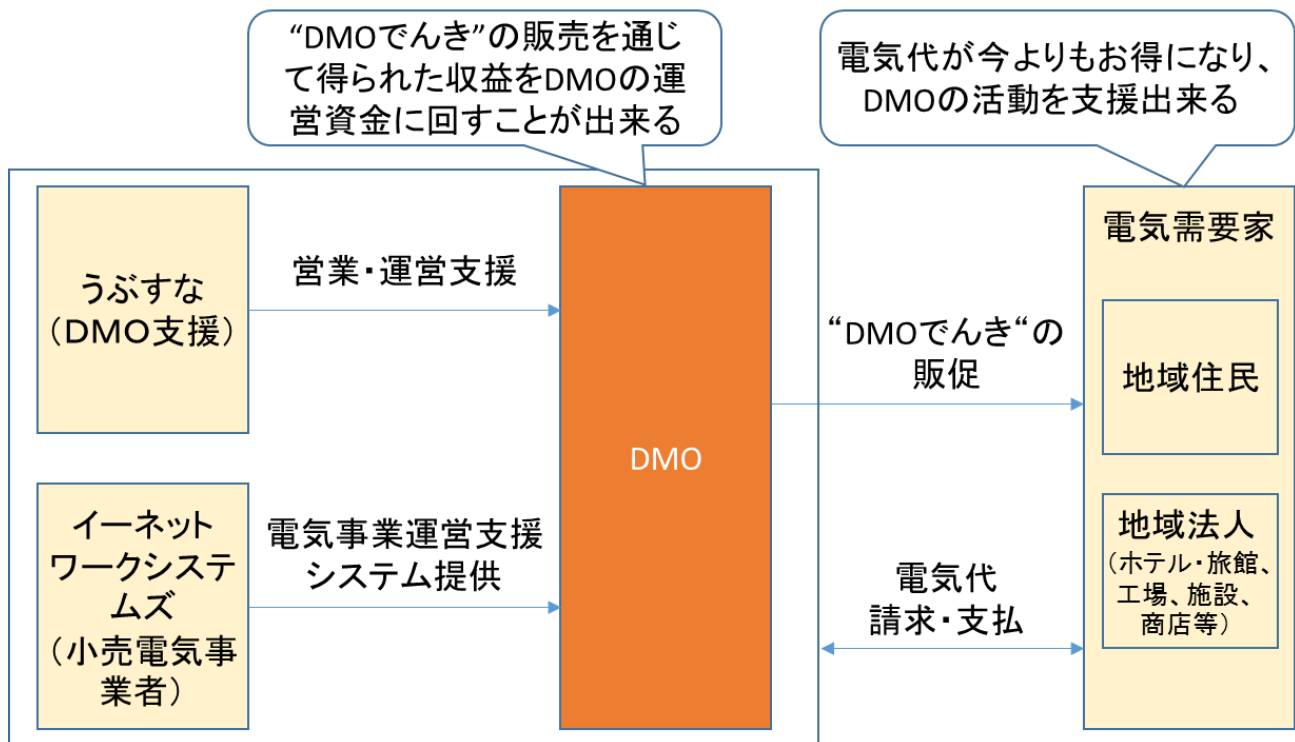 “DMOでんき”の販売を通じ
て得られた収益をDMOの運
営資金に回すことが出来る
電気代が今よりもお得になり、
DMOの活動を支援出来る
うぶすな
（ＤＭＯ支援）
営業・運営支援
イーネット
ワークシステ
ムズ
（小売電気事
業者）
電気事業運営支援
システム提供
DMO
“DMOでんき“の
販促
電気代
請求・支払
電気需要家
地域住民
地域法人
（ホテル・旅館、
工場、施設、
商店等）